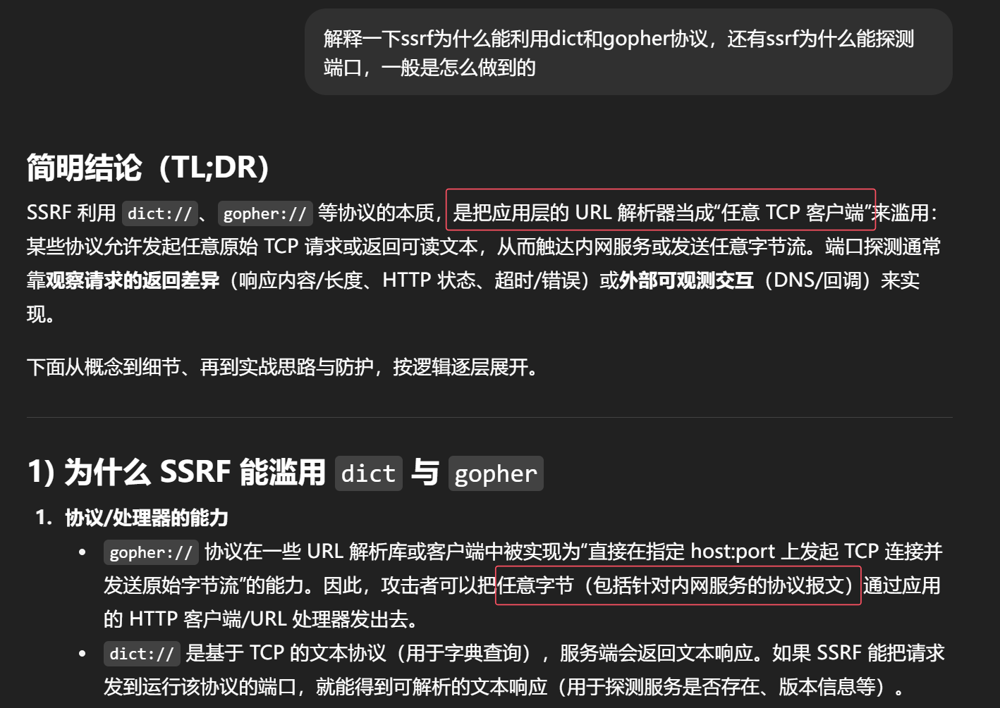 解释一下ssrf为什么能利用dict和gopher协议，还有ssrf为什么能探测
端口，一般是怎么做到的
简明结论（TL;DR）
SSRF 利用 dict:// 、 gopher:// 等协议的本质，是把应用层的 URL 解析器当成“任意 TCP 客户端”来滥用：
某些协议允许发起任意原始 TCP 请求或返回可读文本，从而触达内网服务或发送任意字节流。端口探测通常
靠观察请求的返回差异（响应内容/长度、HTTP 状态、超时/错误）或外部可观测交互（DNS/回调）来实
现。
下面从概念到细节、再到实战思路与防护，按逻辑逐层展开。
1) 为什么 SSRF 能滥用 dict 与 gopher
1. 协议/处理器的能力
• gopher:// 协议在一些 URL 解析库或客户端中被实现为“直接在指定 host:port 上发起 TCP 连接并
发送原始字节流”的能力。因此，攻击者可以把任意字节（包括针对内网服务的协议报文）通过应用
的 HTTP 客户端/URL 处理器发出去。
• dict:// 是基于 TCP 的文本协议（用于字典查询），服务端会返回文本响应。如果 SSRF 能把请求
发到运行该协议的端口，就能得到可解析的文本响应（用于探测服务是否存在、版本信息等）。